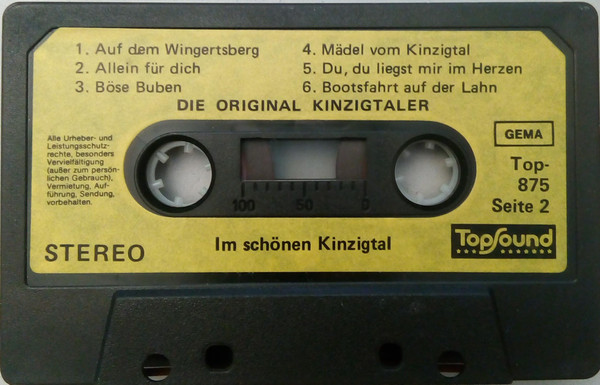 1. Auf dem Wingertsberg
2. Allein für dich
3. Böse Buben
4. Mädel vom Kinzigtal
5. Du, du liegst mir im Herzen
6. Bootsfahrt auf der Lahn
DIE ORIGINAL KINZIGTALER
Alle Urheber- und
Leistungsschutz-
rechte, besonders
Vervielfältigung
(außer zum persön-
lichen Gebrauch),
Vermietung, Auf-
führung, Sendung,
vorbehalten.
GEMA
Top-
875
Seite 2
100 50 0
STEREO
Im schönen Kinzigtal
TopSound